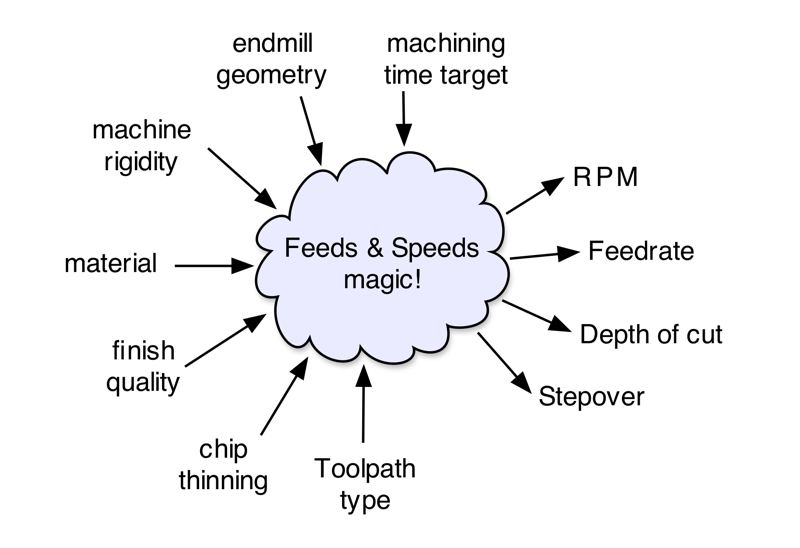 endmill
geometry
machining
time target
machine
rigidity
RPM
Feeds & Speeds
magic!
Feedrate
material
Depth of cut
finish
quality
Stepover
chip
thinning
Toolpath
type